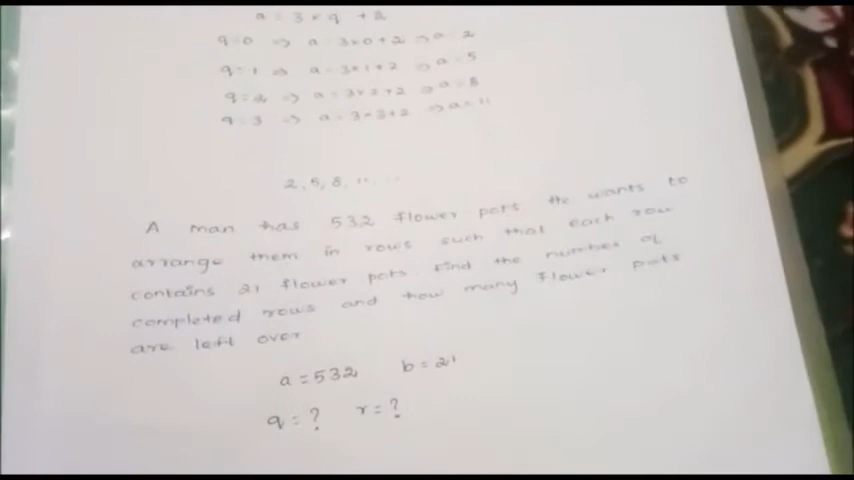 a = 3 × q + 2
q = 0 ⇒ a = 3×0+2 ⇒ a = 2
q = 1 ⇒ a = 3×1+2 ⇒ a = 5
q = 2 ⇒ a = 3×2+2 ⇒ a = 8
q = 3 ⇒ a = 3×3+2 ⇒ a = 11
2, 5, 8, 11, ...
A man has 532 flower pots He wants to
arrange them in rows such that each row
contains 21 flower pots. Find the number of
completed rows and how many flower pots
are left over
a = 532 b = 21
q = ? r = ?